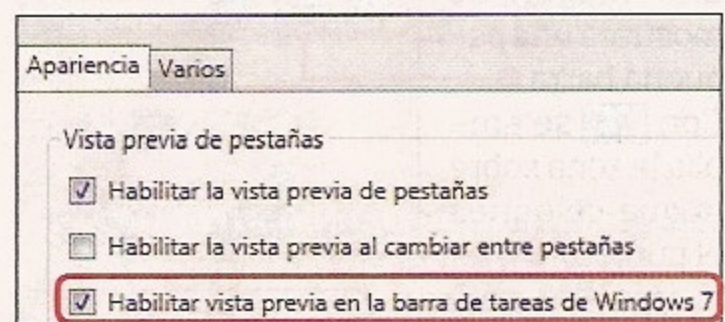 Apariencia
Varios
Vista previa de pestañas
Habilitar la vista previa de pestañas
Habilitar la vista previa al cambiar entre pestañas
Habilitar vista previa en la barra de tareas de Windows 7